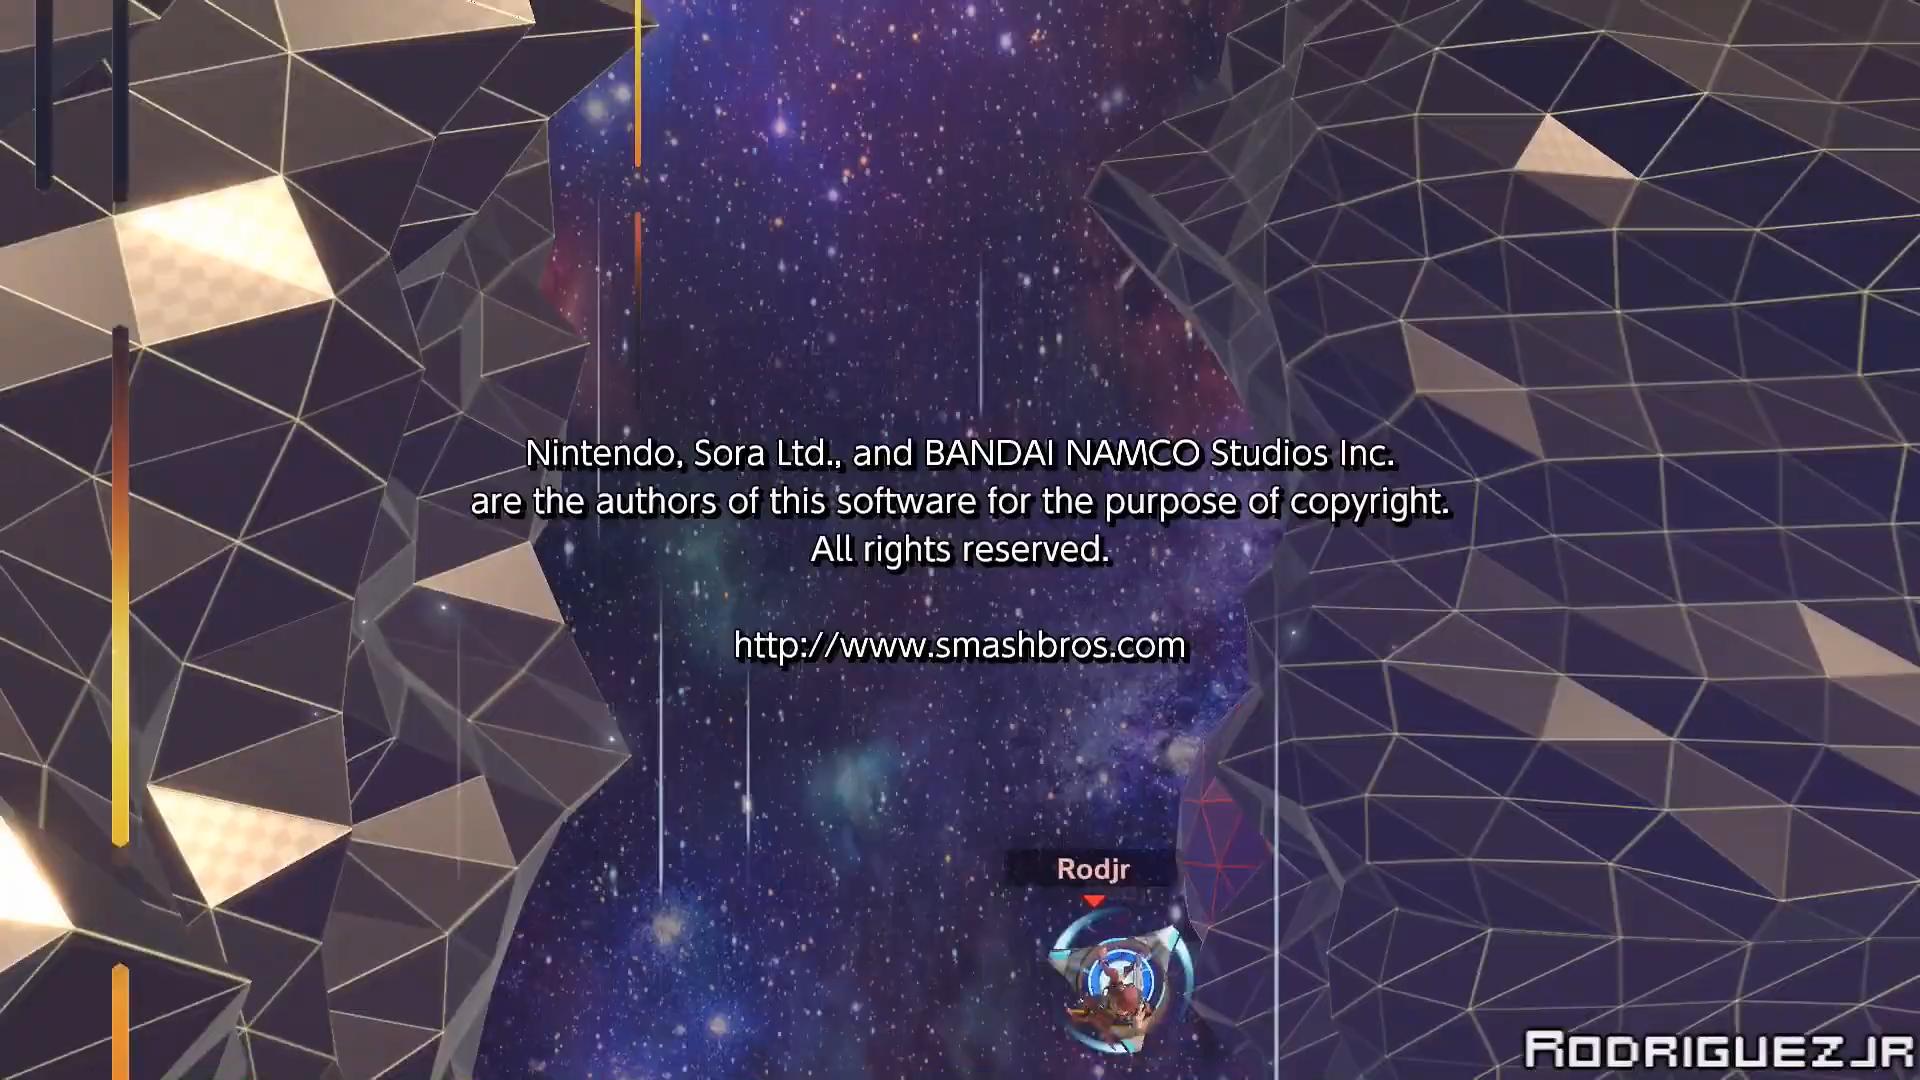 Nintendo, Sora Ltd., and BANDAI NAMCO Studios Inc.
are the authors of this software for the purpose of copyright.
All rights reserved.
http://www.smashbros.com
Rodjr
RODRIGUEZJR